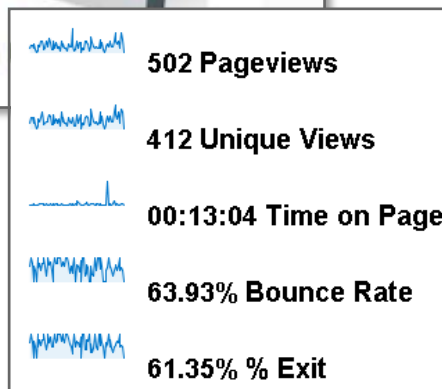 502 Pageviews
412 Unique Views
00:13:04 Time on Page
63.93% Bounce Rate
61.35% % Exit